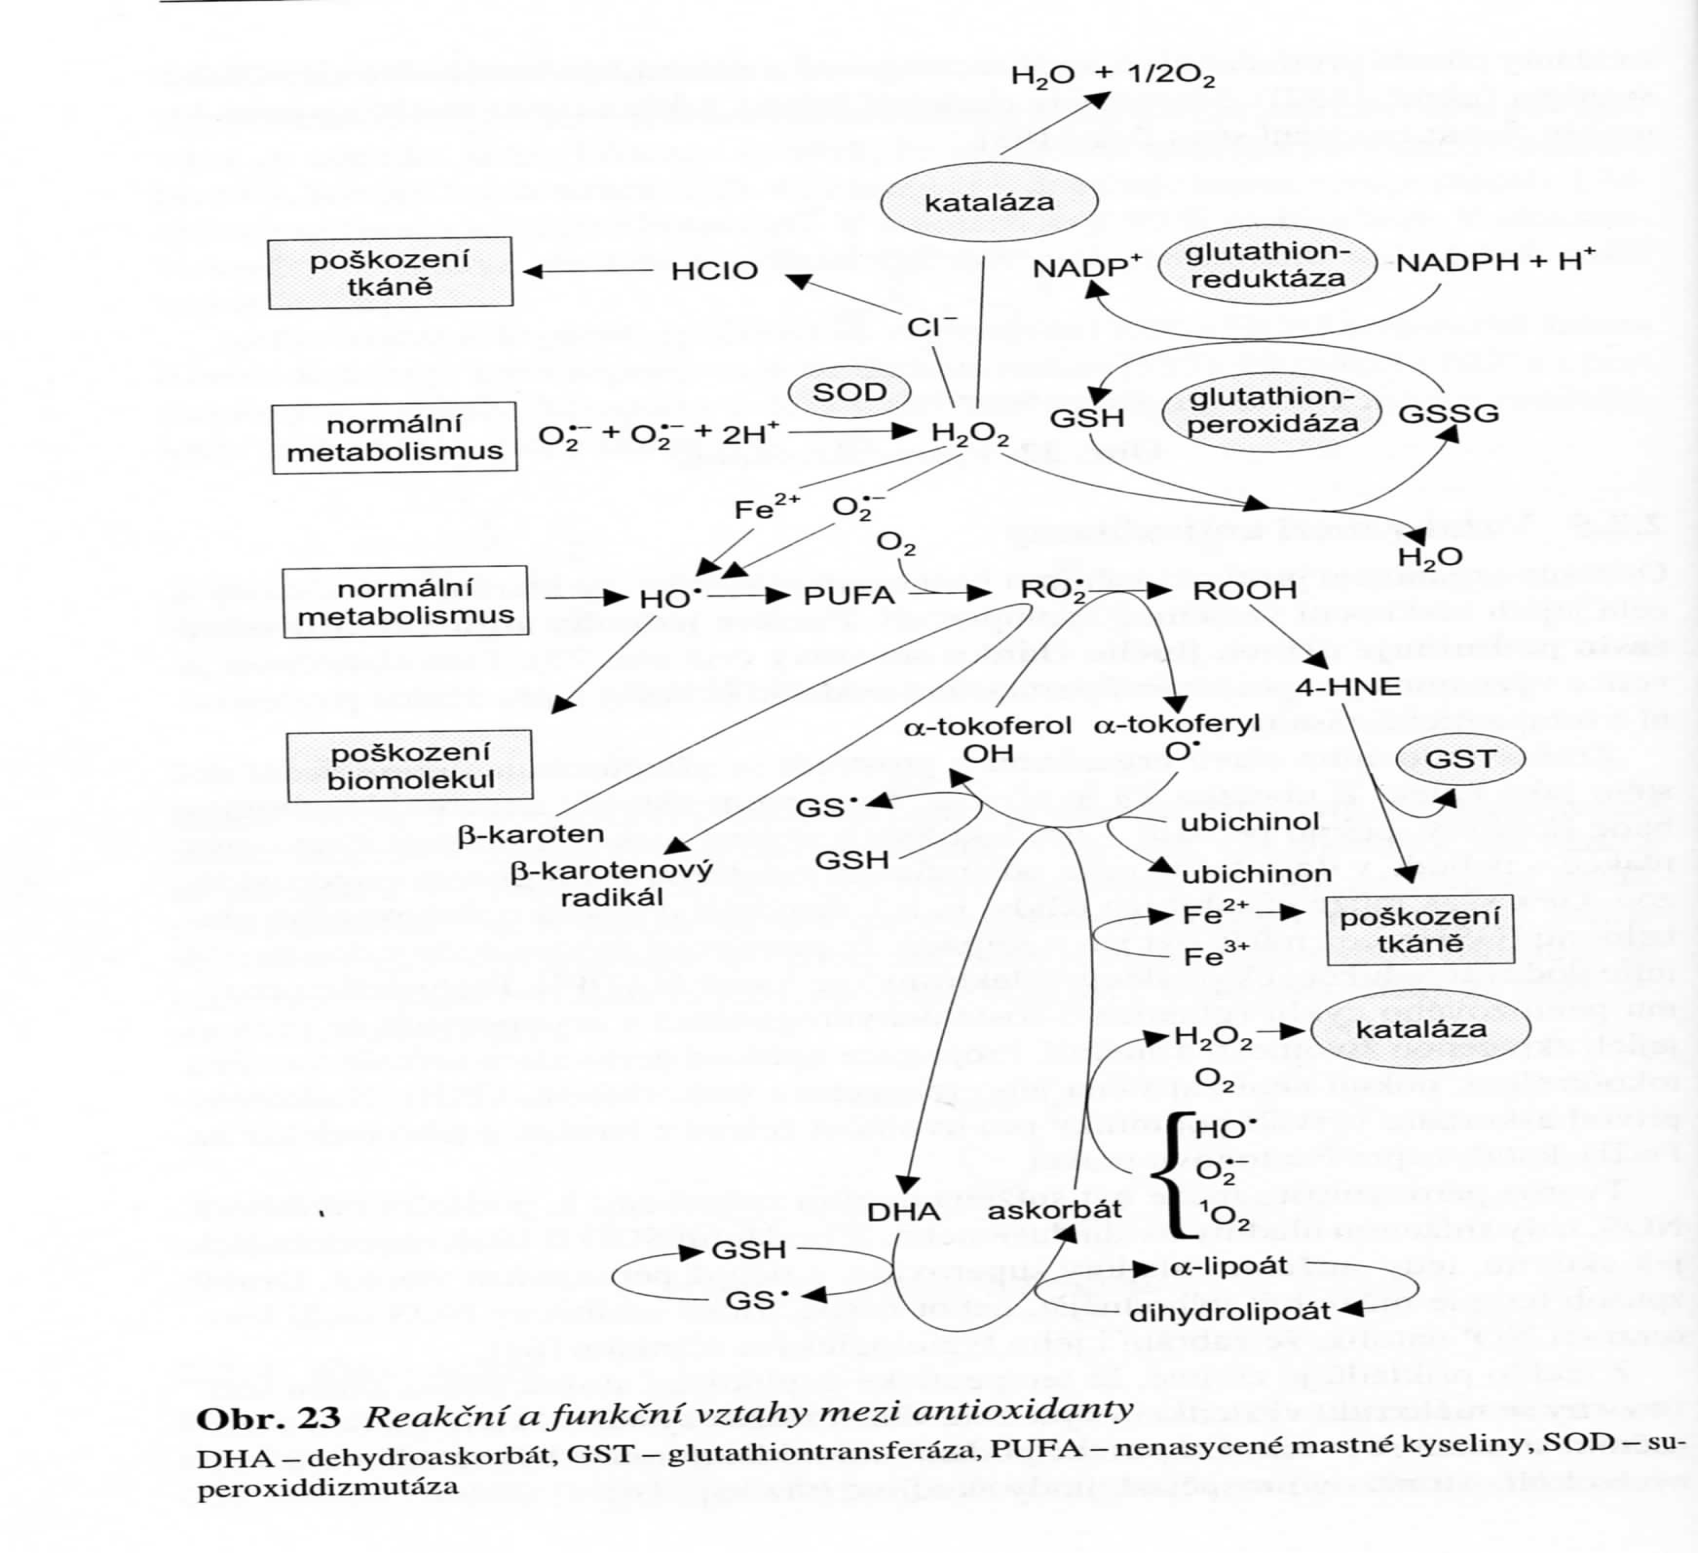 H₂O + 1/2O₂
kataláza
poškození
tkáně
HClO
NADP⁺
glutathion-
reduktáza
NADPH + H⁺
Cl⁻
SOD
GSH
glutathion-
peroxidáza
GSSG
normální
metabolismus
O₂•⁻ + O₂•⁻ + 2H⁺
H₂O₂
Fe²⁺
O₂•⁻
O₂
H₂O
normální
metabolismus
HO•
PUFA
RO₂•
ROOH
4-HNE
α-tokoferol
OH
α-tokoferyl
O•
poškození
biomolekul
GST
GS•
ubichinol
β-karoten
GSH
β-karotenový
radikál
ubichinon
Fe²⁺
Fe³⁺
poškození
tkáně
H₂O₂
kataláza
O₂
HO•
O₂•⁻
¹O₂
DHA
askorbát
GSH
GS•
α-lipoát
dihydrolipoát
Obr. 23 Reakční a funkční vztahy mezi antioxidanty
DHA – dehydroaskorbát, GST – glutathiontransferáza, PUFA – nenasycené mastné kyseliny, SOD – su-
peroxiddizmutáza